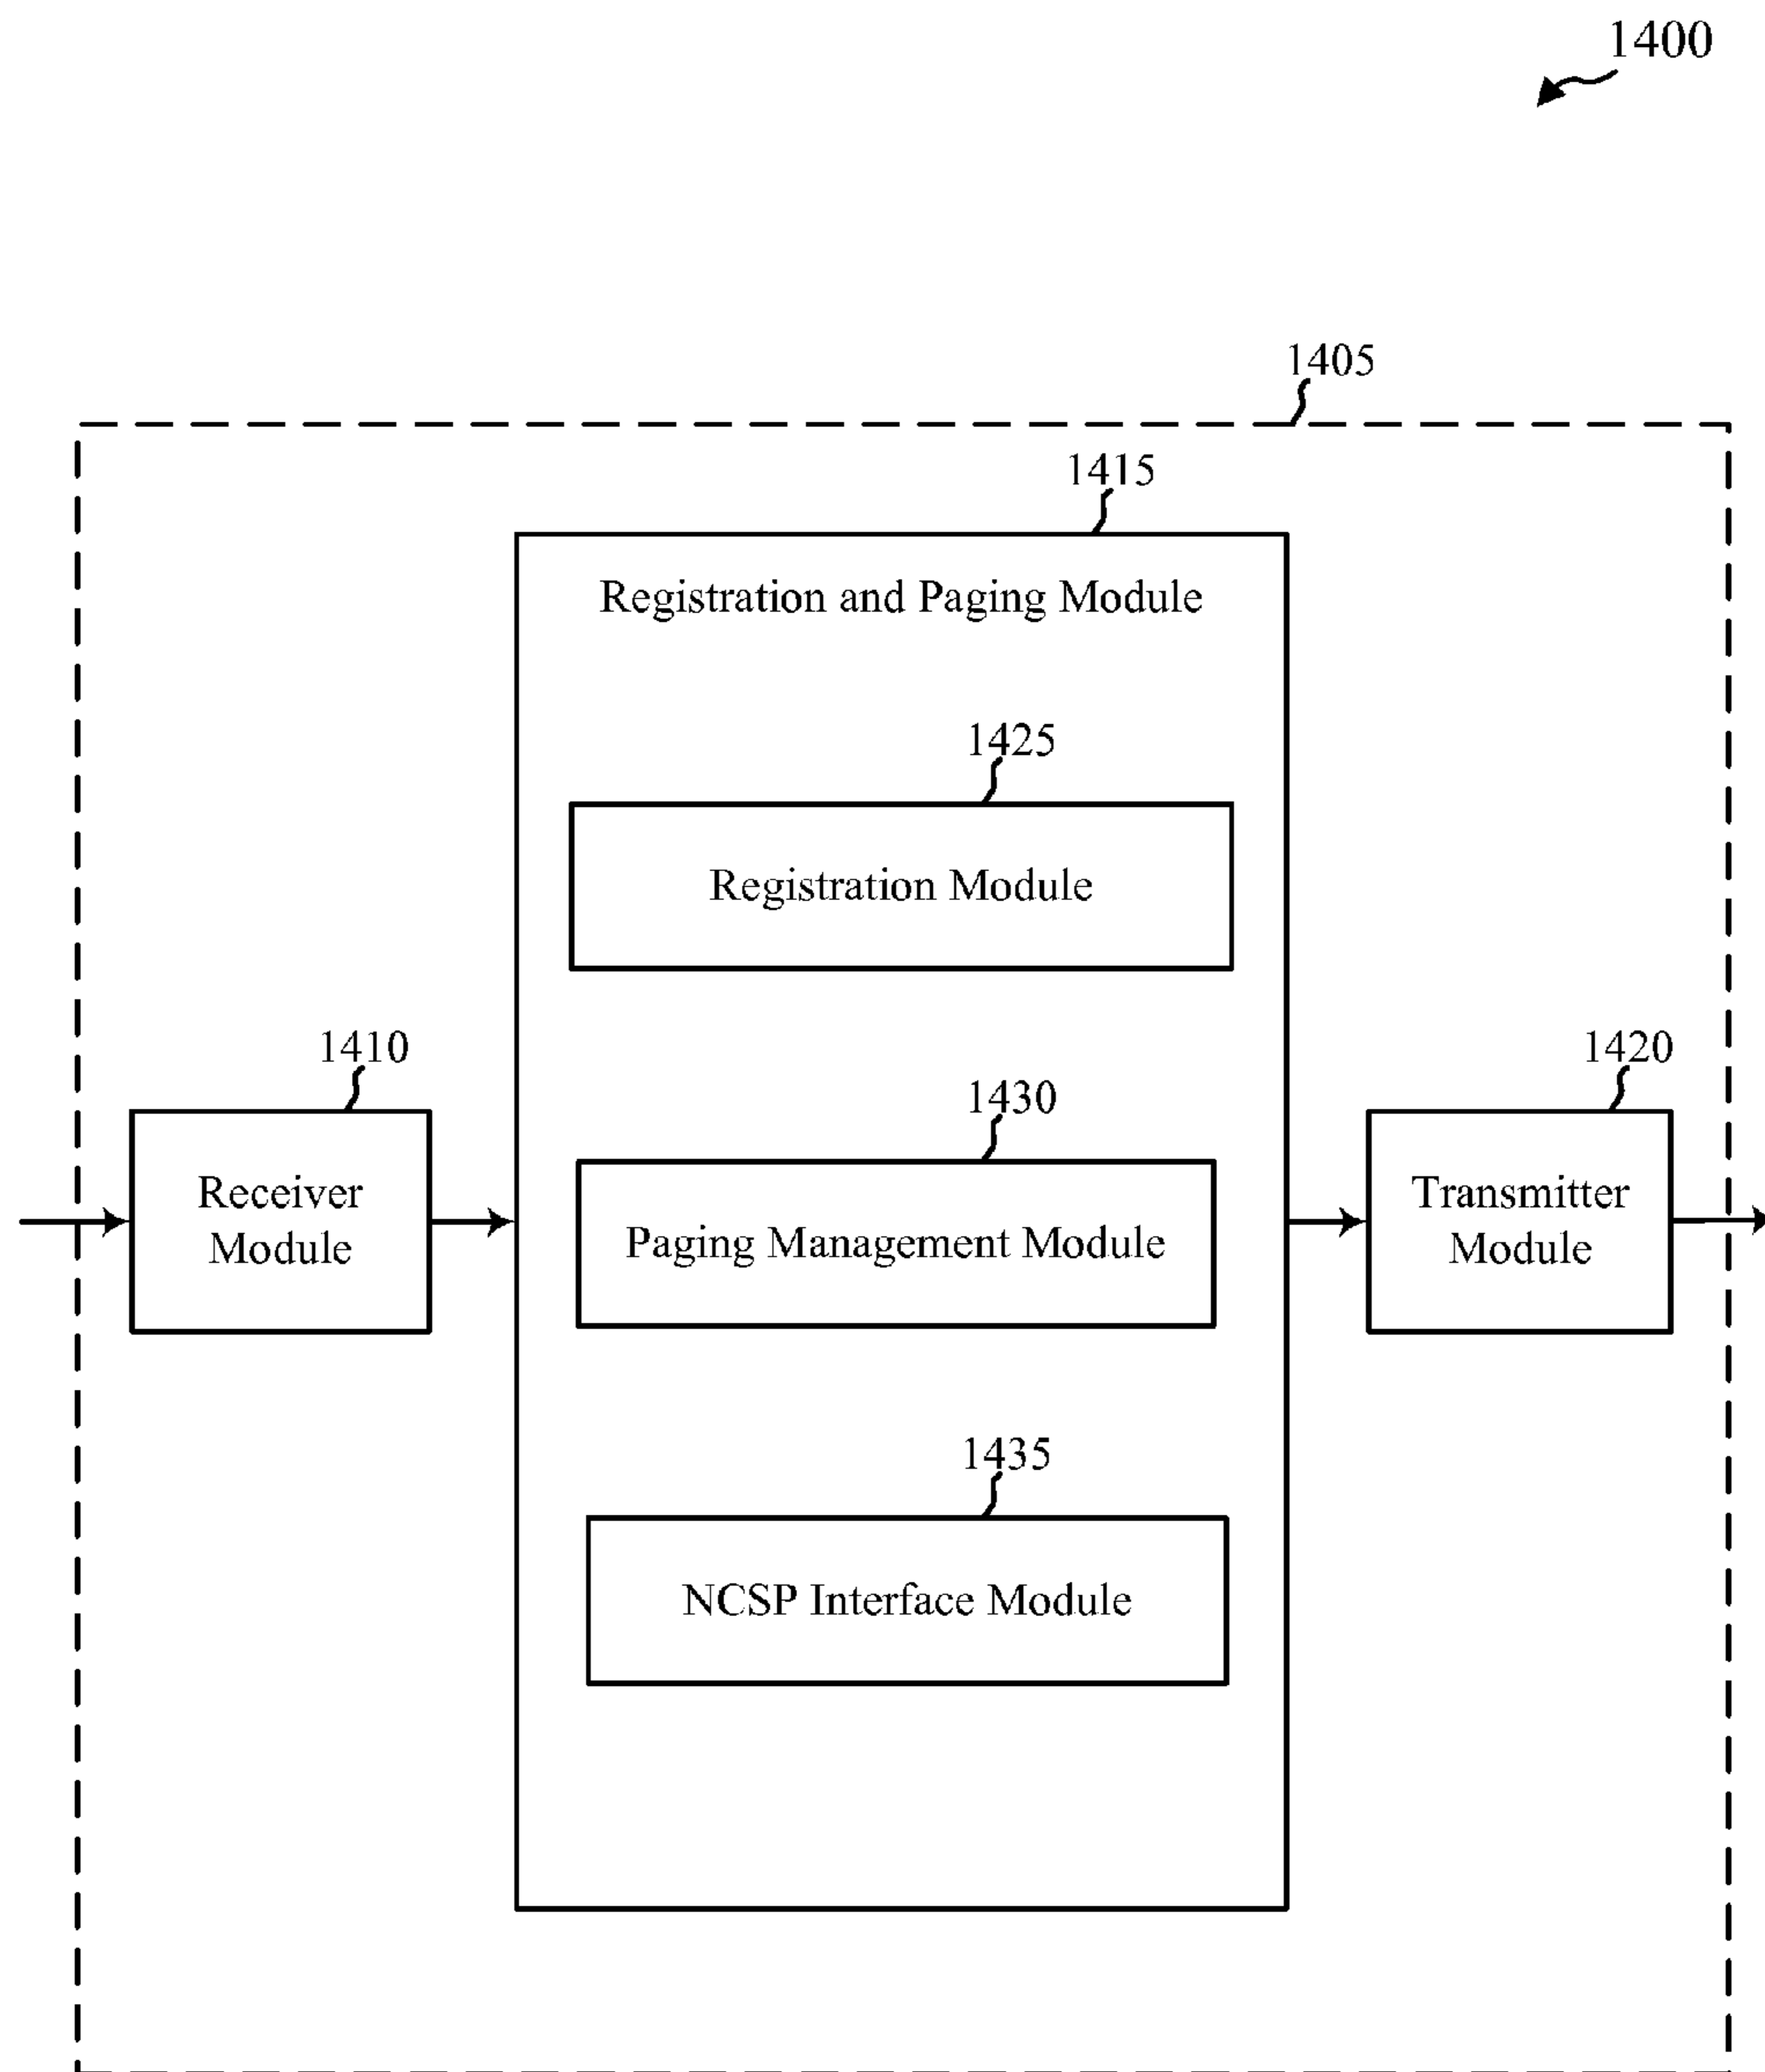 1400
1405
1415
Registration and Paging Module
1425
Registration Module
1410
1420
1430
Receiver
Module
Paging Management Module
Transmitter
Module
1435
NCSP Interface Module